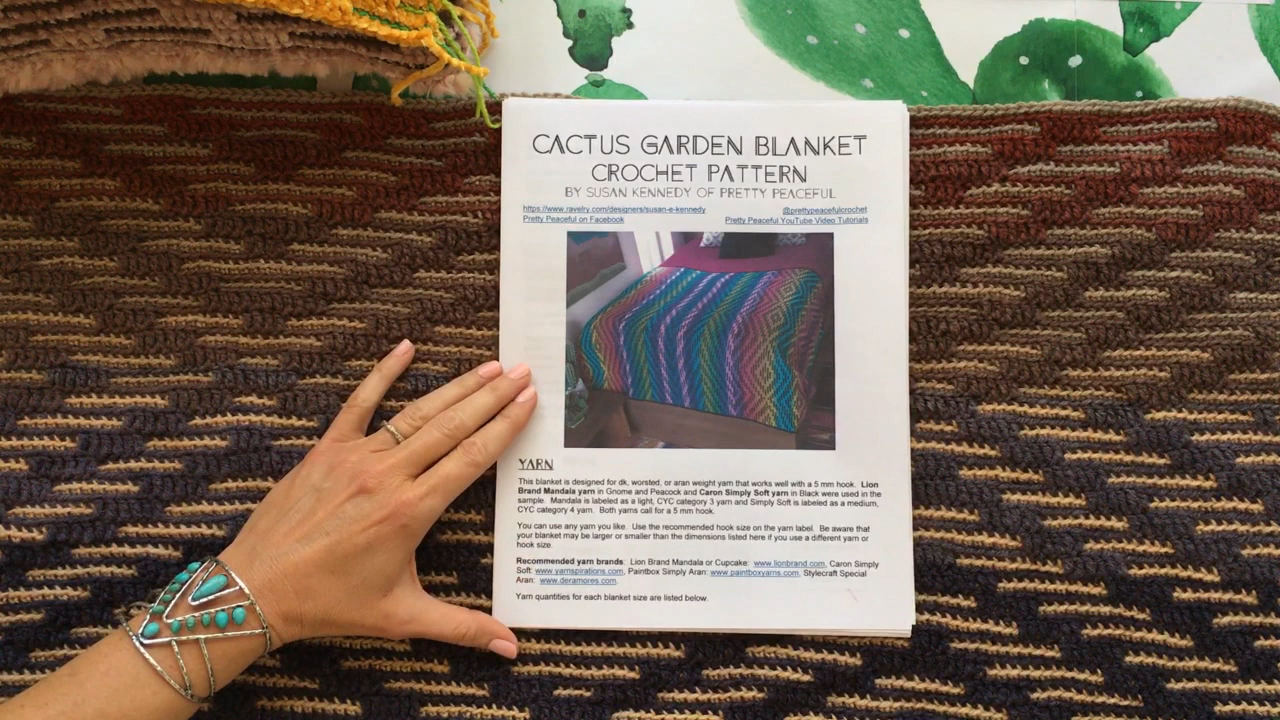 CACTUS GARDEN BLANKET
CROCHET PATTERN
BY SUSAN KENNEDY OF PRETTY PEACEFUL
https://www.ravelry.com/designers/susan-e-kennedy @prettypeacefulcrochet
Pretty Peaceful on Facebook Pretty Peaceful YouTube Video Tutorials
YARN
This blanket is designed for dk, worsted, or aran weight yarn that works well with a 5 mm hook. Lion
Brand Mandala yarn in Gnome and Peacock and Caron Simply Soft yarn in Black were used in the
sample. Mandala is labeled as a light, CYC category 3 yarn and Simply Soft is labeled as a medium,
CYC category 4 yarn. Both yarns call for a 5 mm hook.
You can use any yarn you like. Use the recommended hook size on the yarn label. Be aware that
your blanket may be larger or smaller than the dimensions listed here if you use a different yarn or
hook size.
Recommended yarn brands: Lion Brand Mandala or Cupcake: www.lionbrand.com, Caron Simply
Soft: www.yarnspirations.com, Paintbox Simply Aran: www.paintboxyarns.com, Stylecraft Special
Aran: www.deramores.com.
Yarn quantities for each blanket size are listed below.